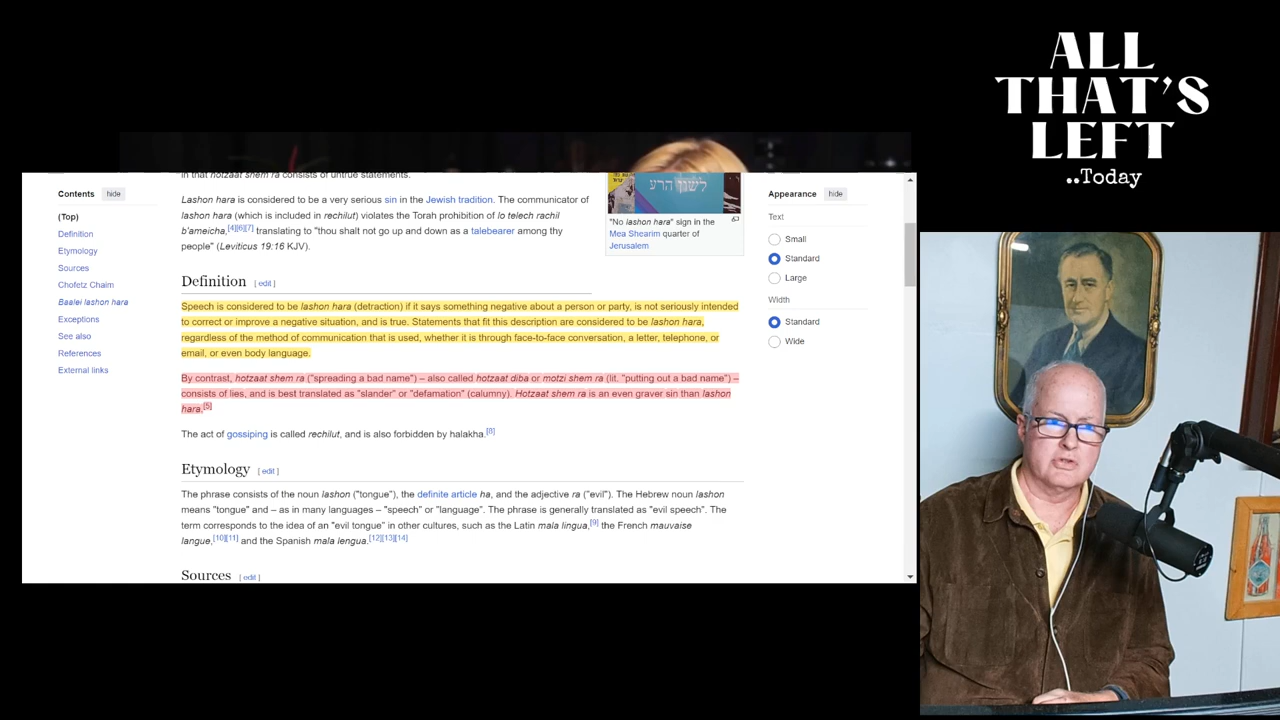 ALL
THAT'S
LEFT
..Today
in that hotzaat shem ra consists of untrue statements.
Contents hide
(Top)
Definition
Etymology
Sources
Chofetz Chaim
Baalei lashon hara
Exceptions
See also
References
External links
Lashon hara is considered to be a very serious sin in the Jewish tradition. The communicator of
lashon hara (which is included in rechilut) violates the Torah prohibition of lo telech rachil
b'ameicha,[4][6][7] translating to "thou shalt not go up and down as a talebearer among thy
people" (Leviticus 19:16 KJV).
לשון הרע
"No lashon hara" sign in the
Mea Shearim quarter of
Jerusalem
Definition [ edit ]
Speech is considered to be lashon hara (detraction) if it says something negative about a person or party, is not seriously intended
to correct or improve a negative situation, and is true. Statements that fit this description are considered to be lashon hara,
regardless of the method of communication that is used, whether it is through face-to-face conversation, a letter, telephone, or
email, or even body language.
By contrast, hotzaat shem ra ("spreading a bad name") – also called hotzaat diba or motzi shem ra (lit. "putting out a bad name") –
consists of lies, and is best translated as "slander" or "defamation" (calumny). Hotzaat shem ra is an even graver sin than lashon
hara.[5]
The act of gossiping is called rechilut, and is also forbidden by halakha.[8]
Etymology [ edit ]
The phrase consists of the noun lashon ("tongue"), the definite article ha, and the adjective ra ("evil"). The Hebrew noun lashon
means "tongue" and – as in many languages – "speech" or "language". The phrase is generally translated as "evil speech". The
term corresponds to the idea of an "evil tongue" in other cultures, such as the Latin mala lingua,[9] the French mauvaise
langue,[10][11] and the Spanish mala lengua.[12][13][14]
Sources [ edit ]
Appearance hide
Text
Small
Standard
Large
Width
Standard
Wide